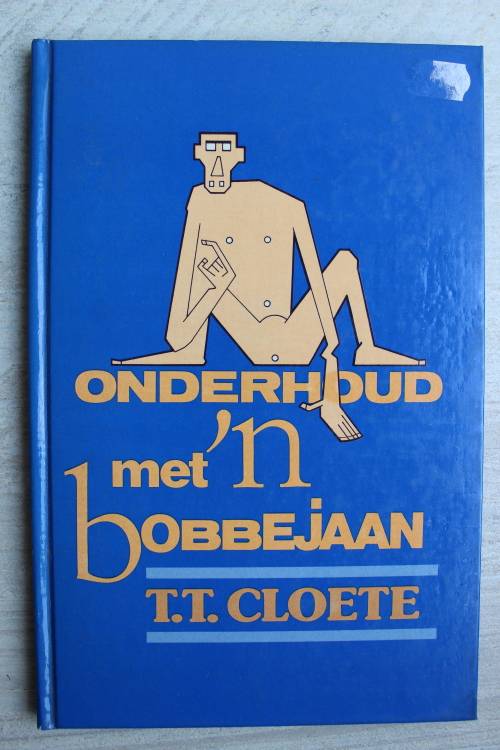 ONDERHOUD
met 'n
bOBBEjAAN
T.T. CLOETE